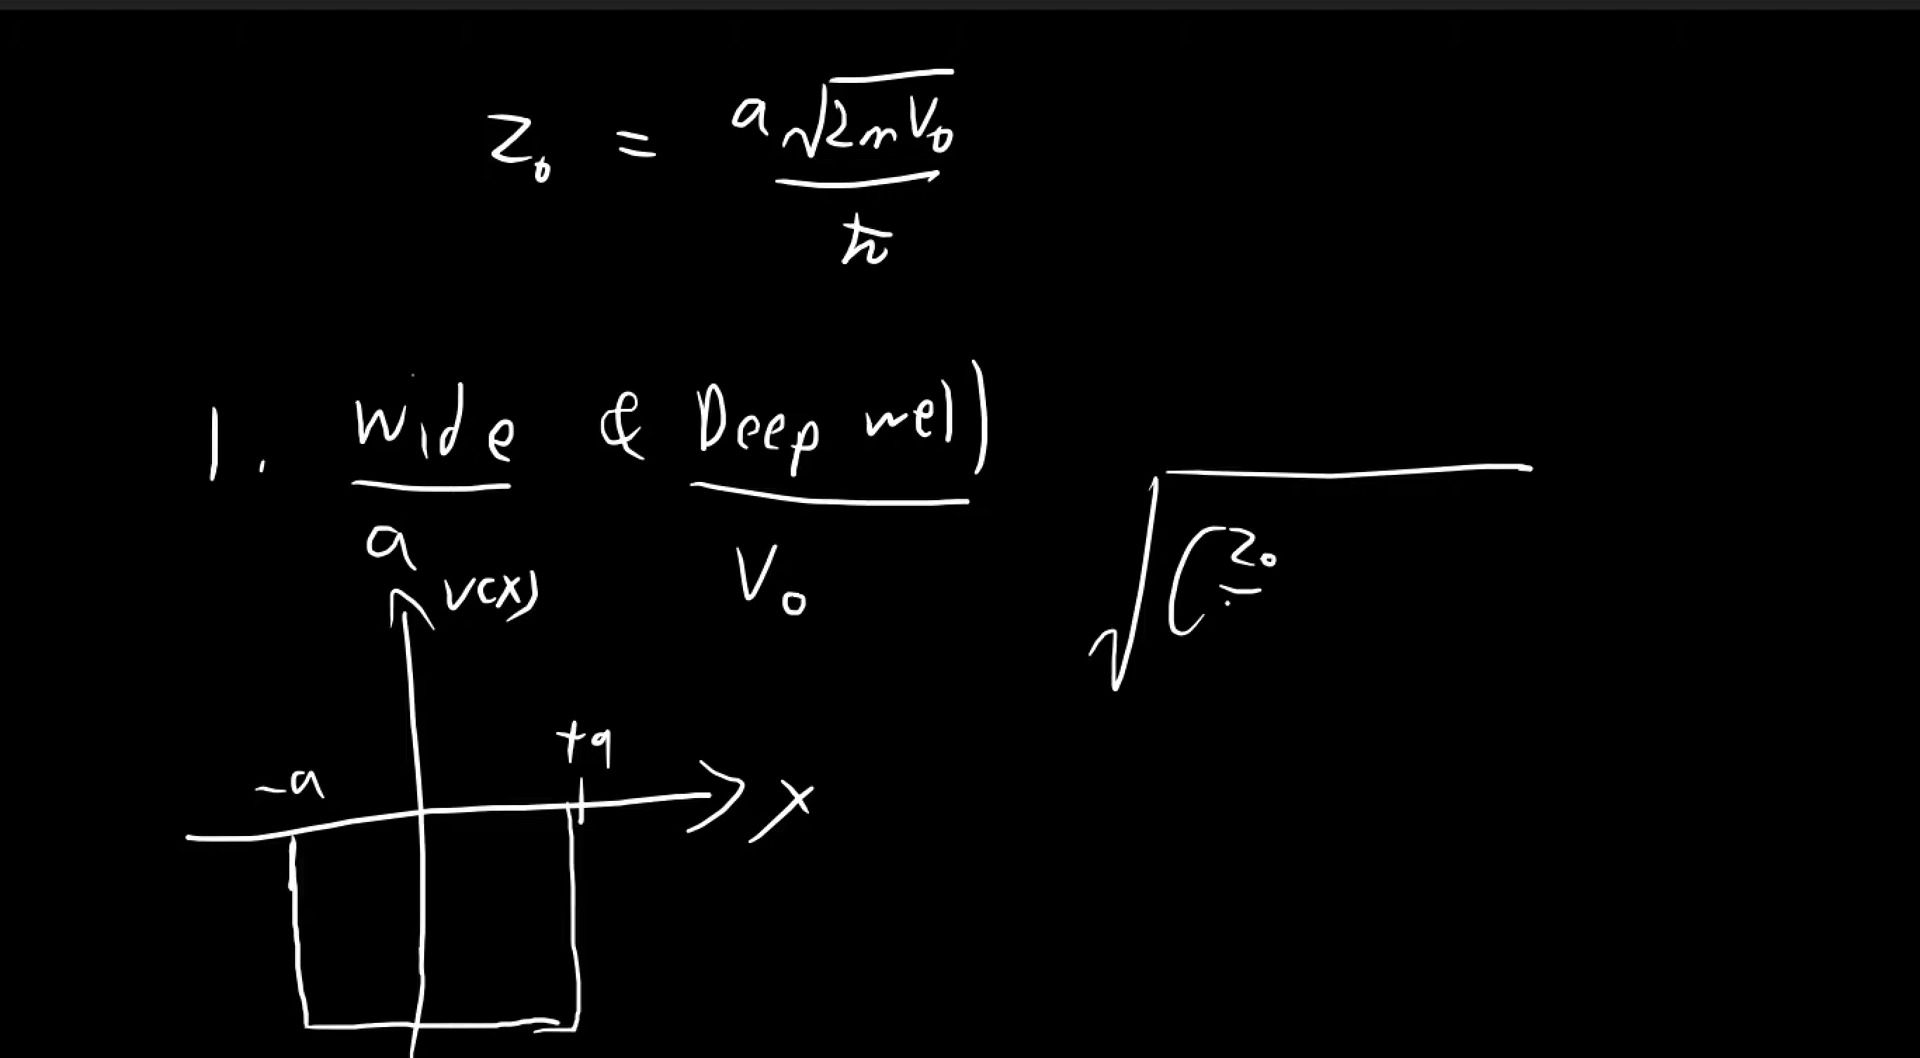 z₀ = a√2mV₀
ħ
1. Wide & Deep well
a
V₀
V(x)
√(z₀
+a
-a
x